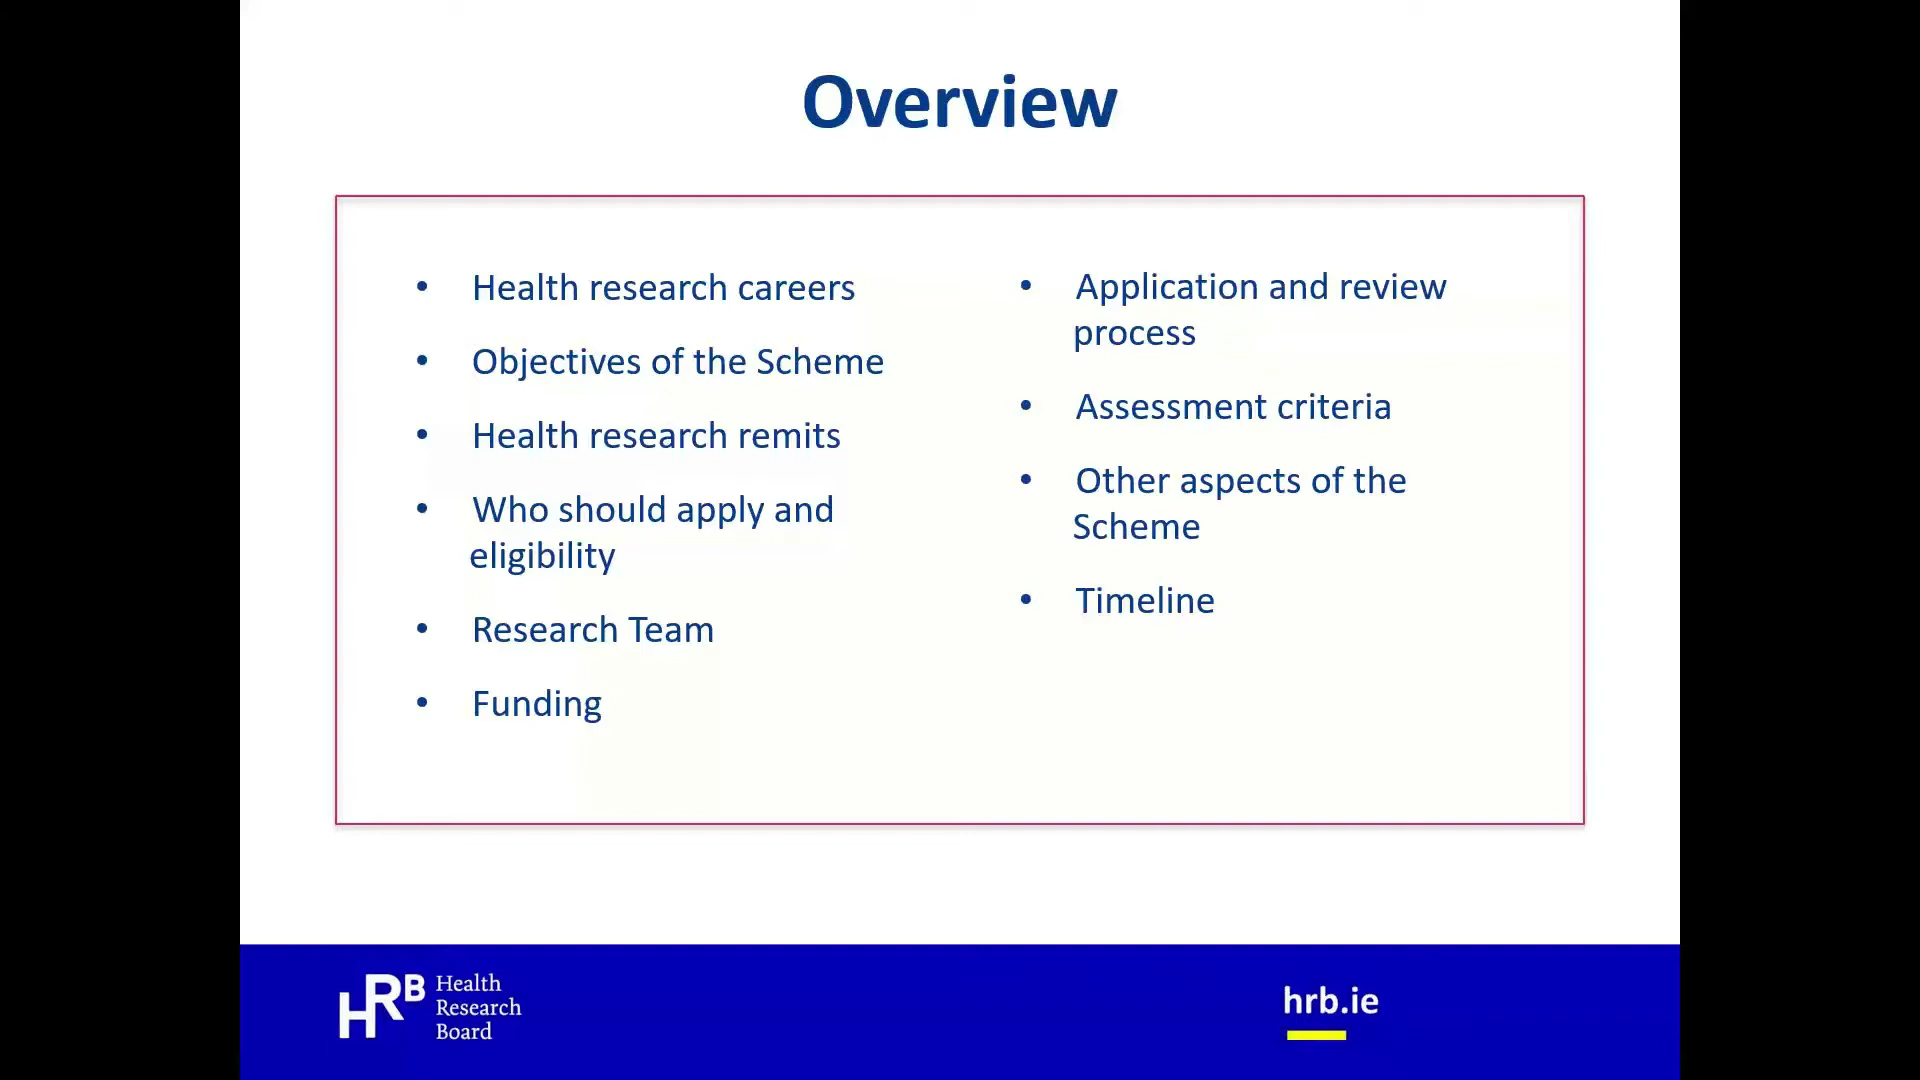 Overview
• Health research careers
• Objectives of the Scheme
• Health research remits
• Who should apply and
eligibility
• Research Team
• Funding
• Application and review
process
• Assessment criteria
• Other aspects of the
Scheme
• Timeline
HRB
Health
Research
Board
hrb.ie